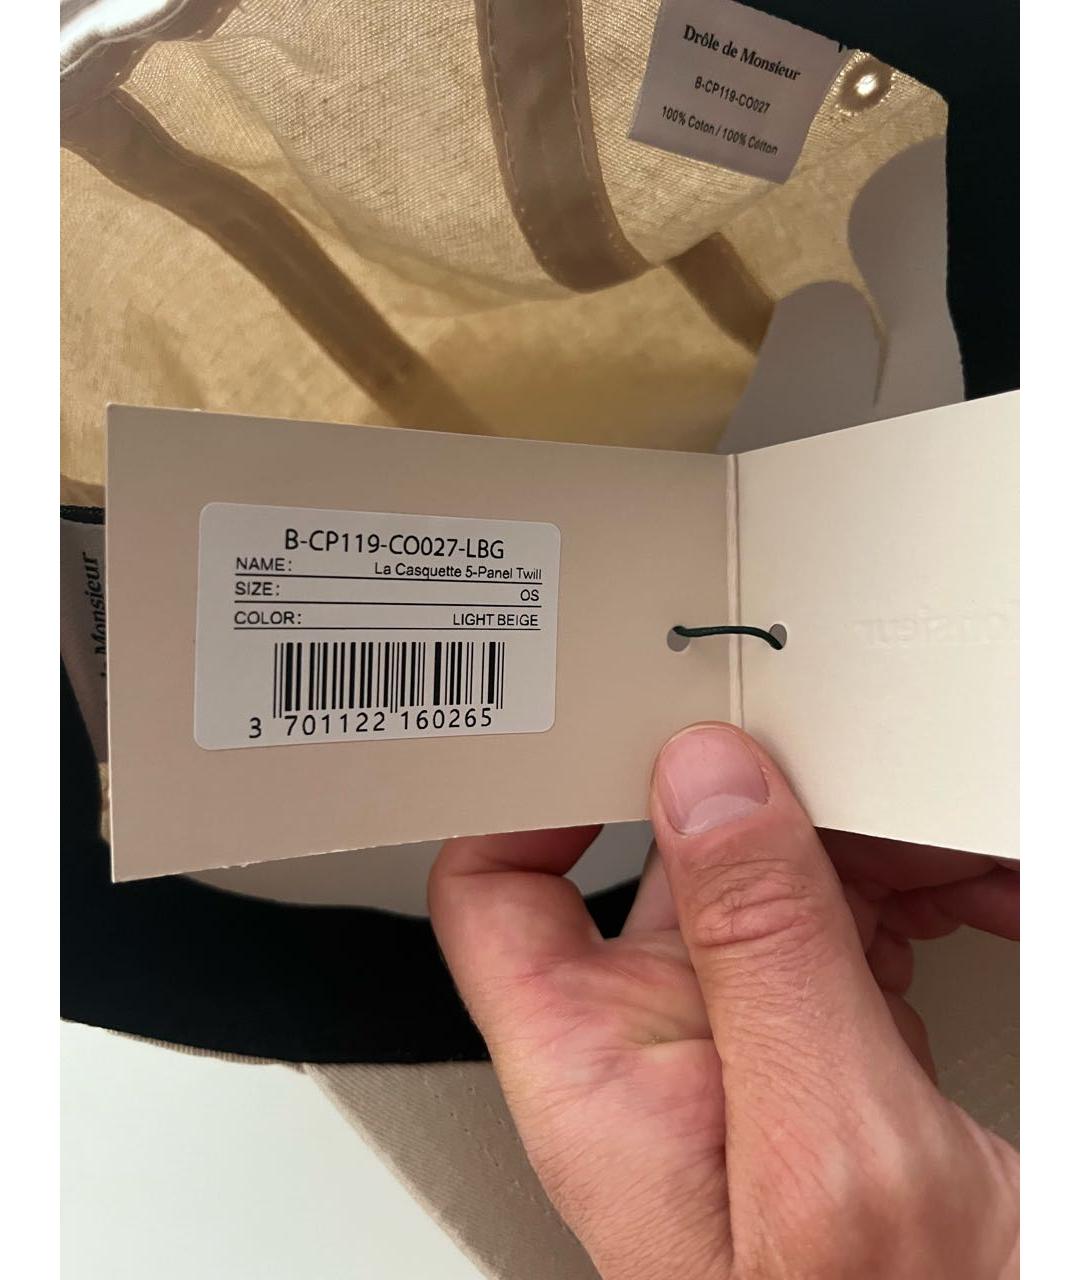 Drôle de Monsieur
B-CP119-CO027
100% Coton / 100% Cotton
B-CP119-CO027-LBG
NAME: La Casquette 5-Panel Twill
SIZE: OS
COLOR: LIGHT BEIGE
3 701122 160265
Monsieur